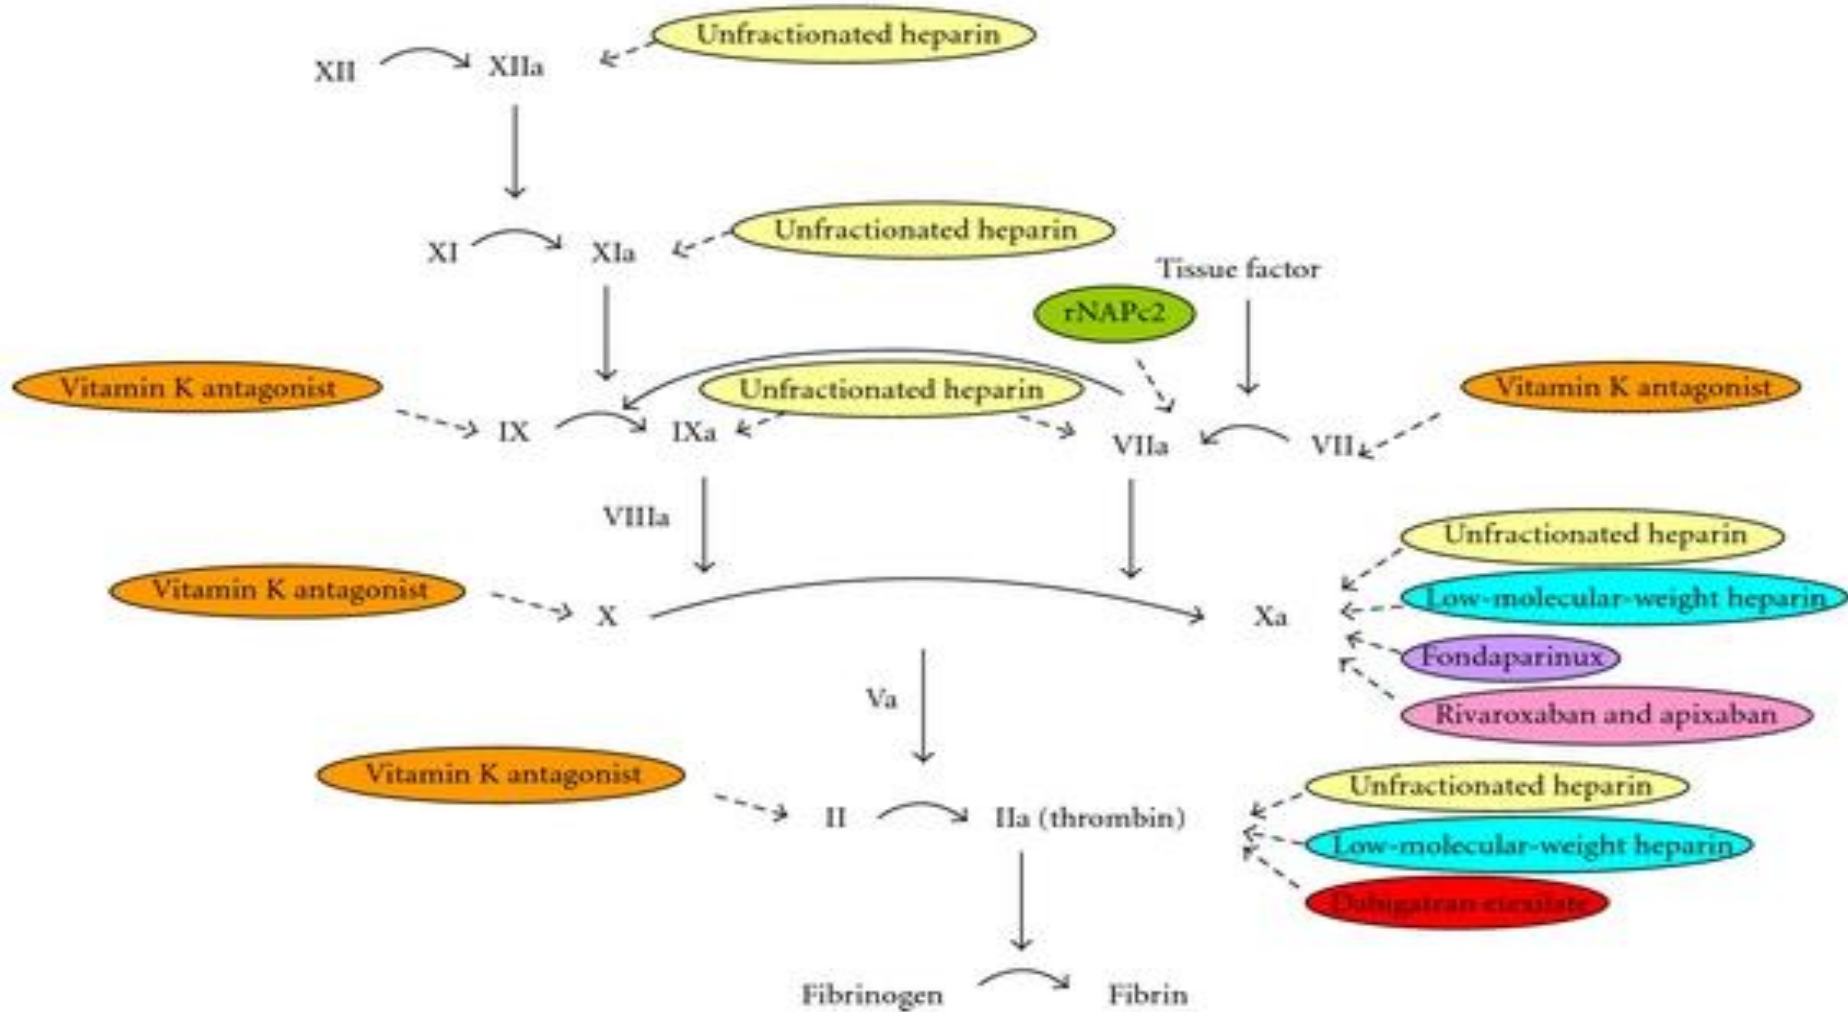 Unfractionated heparin
XII
XIIa
Unfractionated heparin
XI
XIa
Tissue factor
rNAPc2
Vitamin K antagonist
Unfractionated heparin
Vitamin K antagonist
IX
IXa
VIIa
VII
VIIIa
Unfractionated heparin
Vitamin K antagonist
Low-molecular-weight heparin
X
Xa
Fondaparinux
Va
Rivaroxaban and apixaban
Vitamin K antagonist
Unfractionated heparin
II
IIa (thrombin)
Low-molecular-weight heparin
Dabigatran etexilate
Fibrinogen
Fibrin